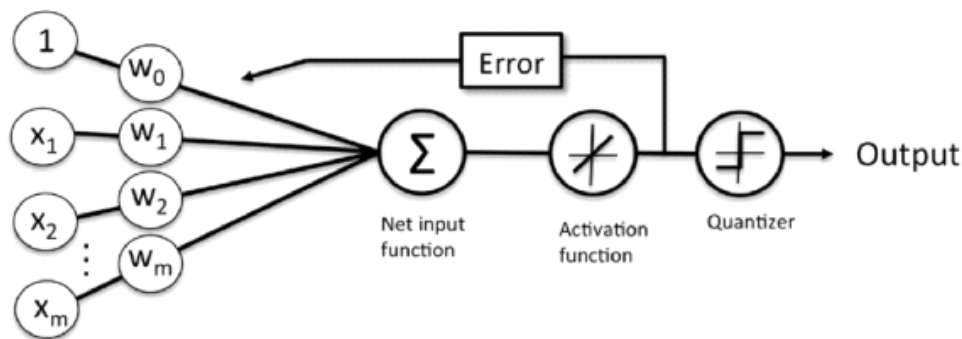 1
w₀
Error
x₁
w₁
Σ
Output
x₂
w₂
Net input
function
Activation
function
Quantizer
wₘ
xₘ